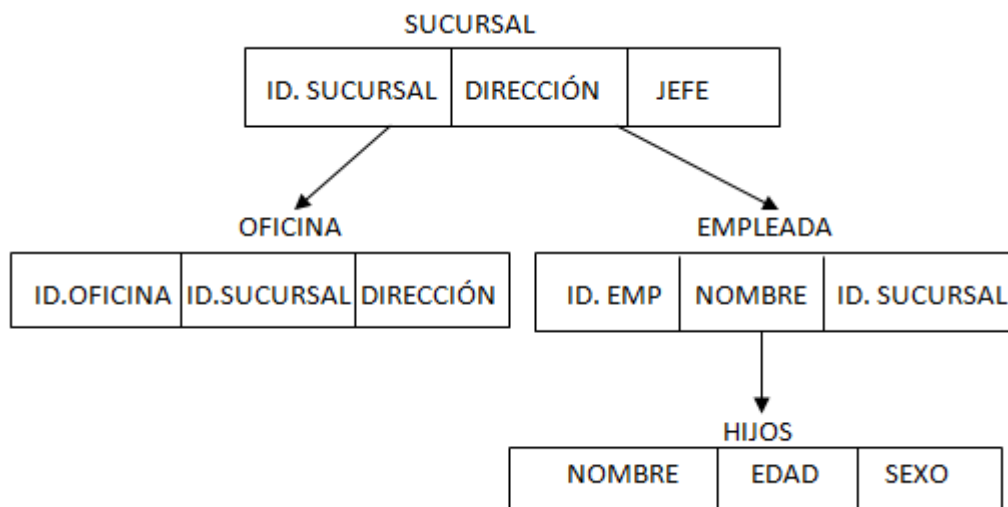 SUCURSAL
ID. SUCURSAL DIRECCIÓN JEFE
OFICINA EMPLEADA
ID.OFICINA ID.SUCURSAL DIRECCIÓN ID. EMP NOMBRE ID. SUCURSAL
HIJOS
NOMBRE EDAD SEXO